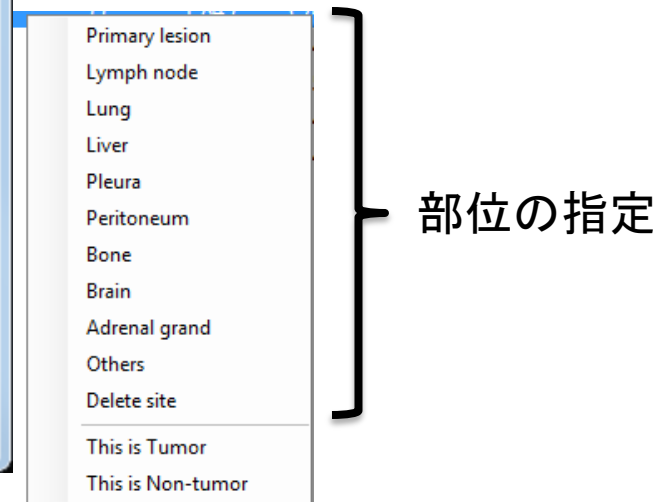 Primary lesion
Lymph node
Lung
Liver
Pleura
Peritoneum
Bone
Brain
Adrenal grand
Others
Delete site
This is Tumor
This is Non-tumor
部位の指定